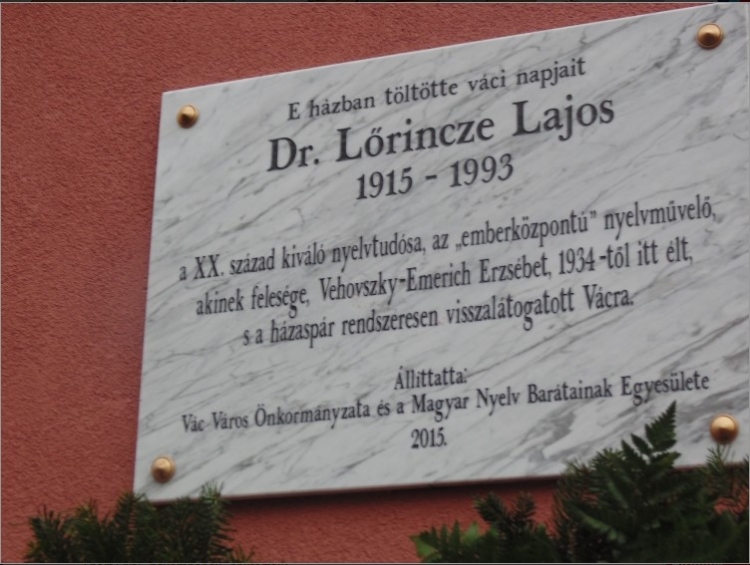 E házban töltötte váci napjait
Dr. Lőrincze Lajos
1915 - 1993
a XX. század kiváló nyelvtudósa, az „emberközpontú” nyelvművelő,
akinek felesége, Vehovszky-Emerich Erzsébet, 1934-től itt élt,
s a házaspár rendszeresen visszalátogatott Vácra.
Állíttatta:
Vác Város Önkormányzata és a Magyar Nyelv Barátainak Egyesülete
2015.